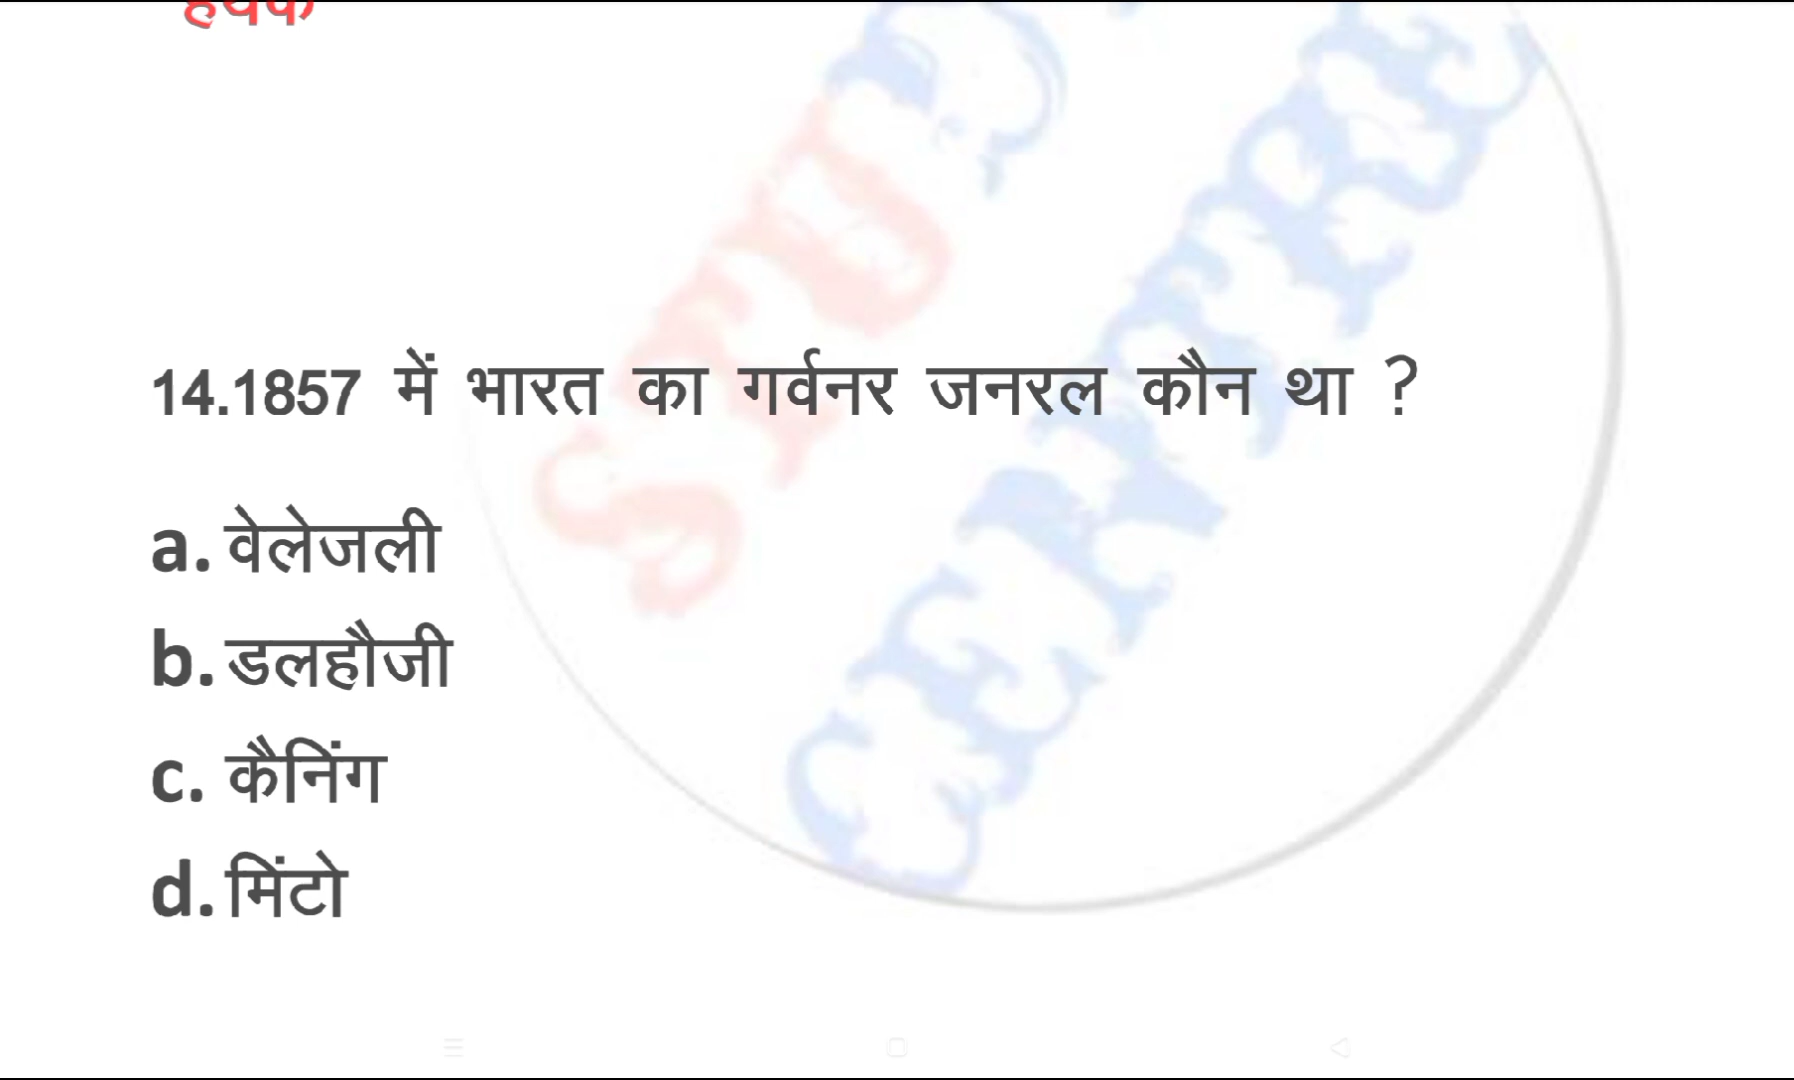 14.1857 में भारत का गर्वनर जनरल कौन था ?
a. वेलेजली
b. डलहौजी
c. कैनिंग
d. मिंटो